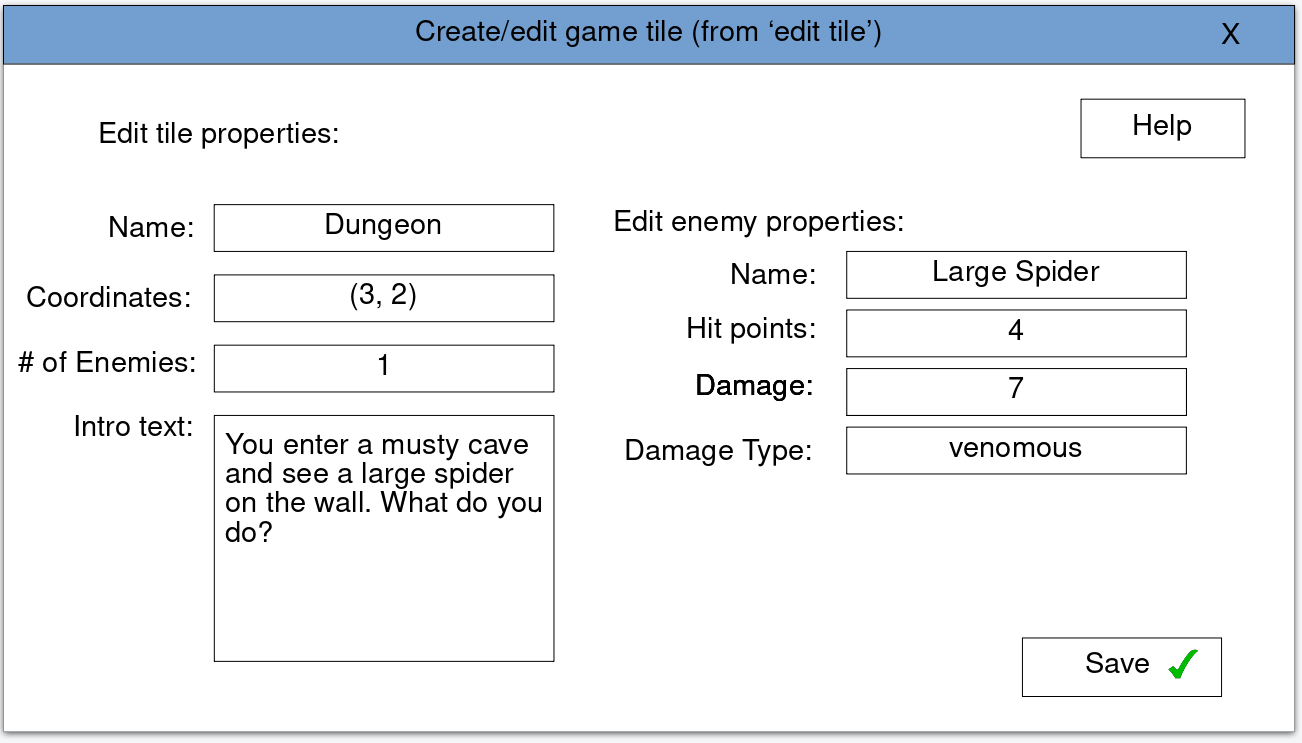 Create/edit game tile (from ‘edit tile’)
X
Edit tile properties:
Help
Name:
Dungeon
Coordinates:
(3, 2)
# of Enemies:
1
Intro text:
You enter a musty cave
and see a large spider
on the wall. What do you
do?
Edit enemy properties:
Name:
Large Spider
Hit points:
4
Damage:
7
Damage Type:
venomous
Save